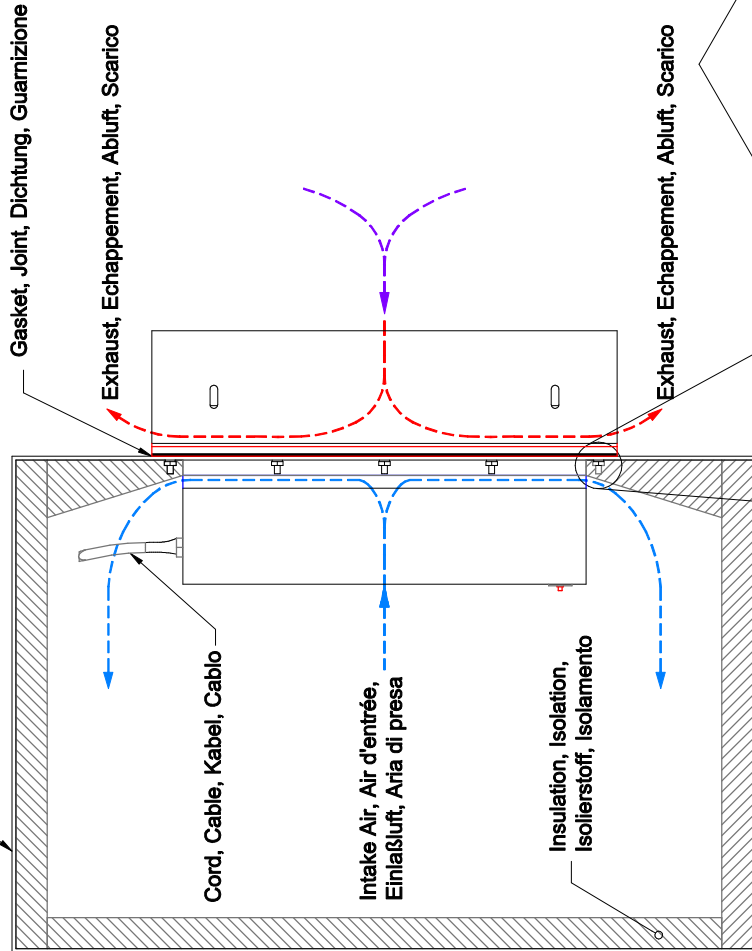 Gasket, Joint, Dichtung, Guarnizione
Exhaust, Echappement, Abluft, Scarico
Exhaust, Echappement, Abluft, Scarico
Cord, Cable, Kabel, Cablo
Intake Air, Air d'entrée,
Einlaßluft, Aria di presa
Insulation, Isolation,
Isolierstoff, Isolamento